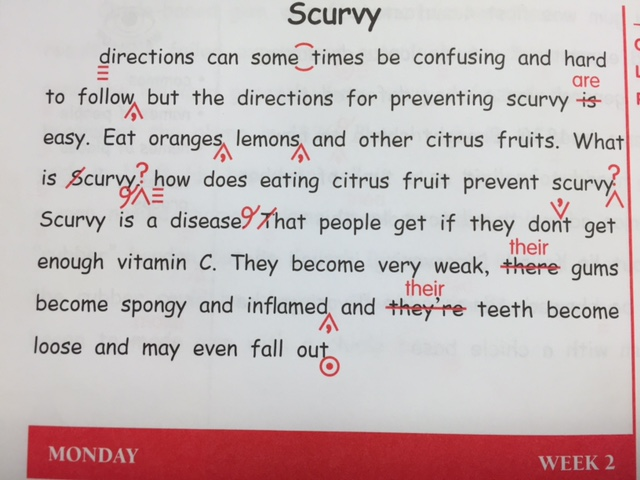 Scurvy
directions can some times be confusing and hard
are
to follow, but the directions for preventing scurvy is
easy. Eat oranges, lemons, and other citrus fruits. What
is Scurvy? how does eating citrus fruit prevent scurvy?
Scurvy is a disease. That people get if they don't get
their
enough vitamin C. They become very weak, there gums
their
become spongy and inflamed, and they're teeth become
loose and may even fall out.
MONDAY
WEEK 2